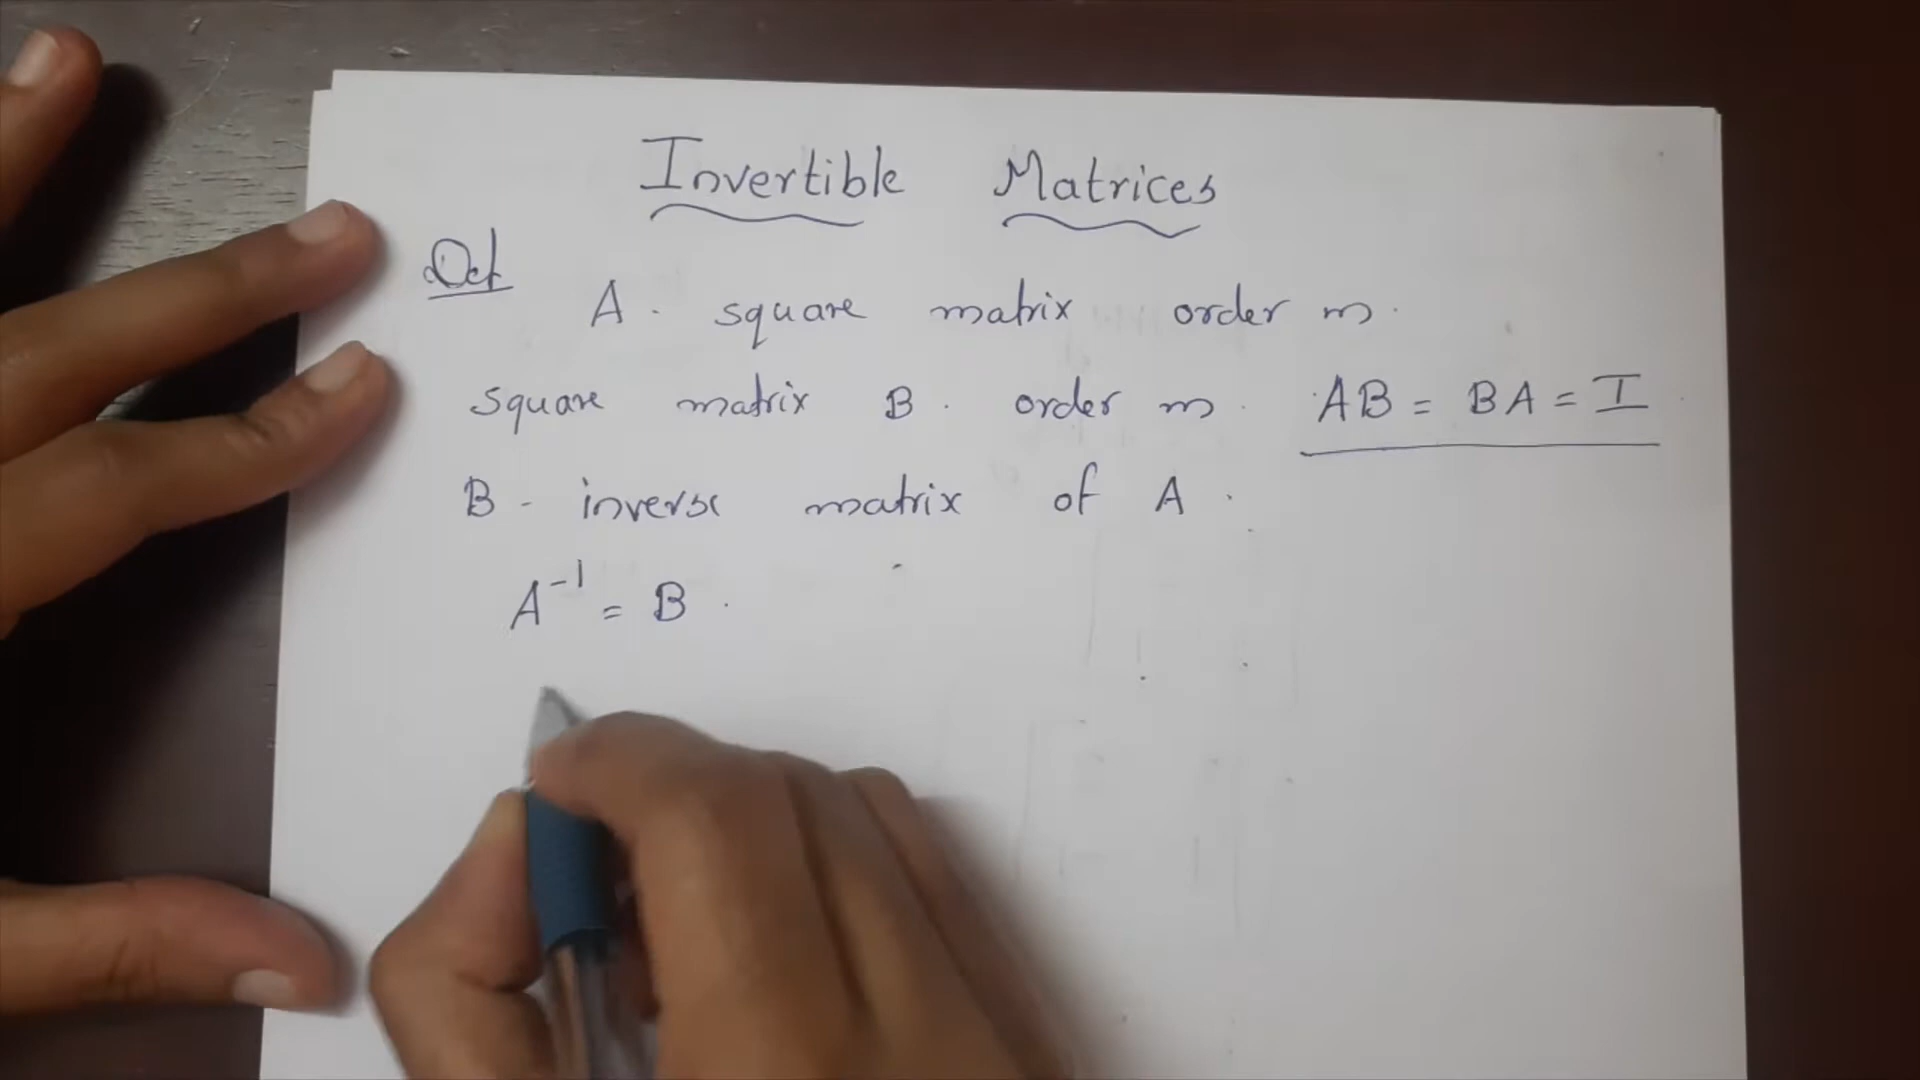 Invertible Matrices
Def
A. square matrix order m.
square matrix B. order m. AB = BA = I
B - inverse matrix of A.
A⁻¹ = B.